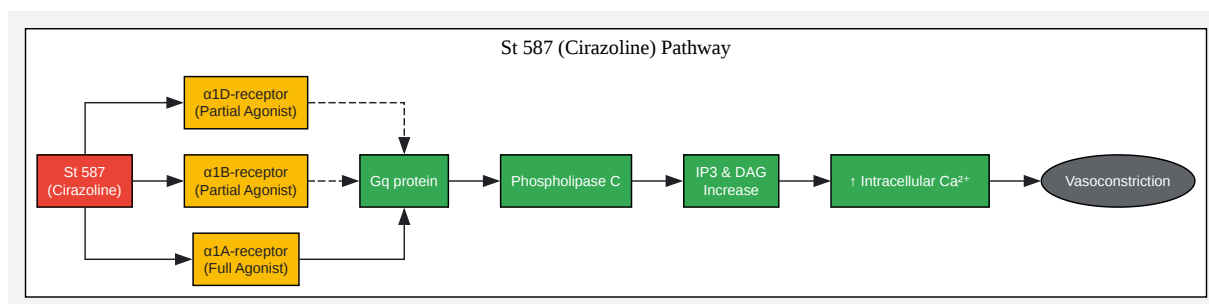 St 587 (Cirazoline) Pathway
α1D-receptor
(Partial Agonist)
St 587
(Cirazoline)
α1B-receptor
(Partial Agonist)
Gq protein
Phospholipase C
IP3 & DAG
Increase
↑ Intracellular Ca²⁺
Vasoconstriction
α1A-receptor
(Full Agonist)